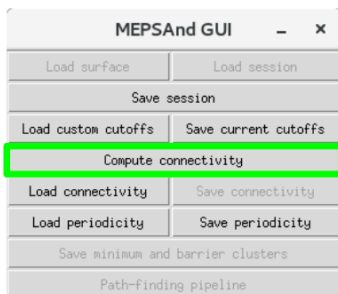 MEPSAnd GUI
Load surface Load session
Save session
Load custom cutoffs Save current cutoffs
Compute connectivity
Load connectivity Save connectivity
Load periodicity Save periodicity
Save minimum and barrier clusters
Path-finding pipeline